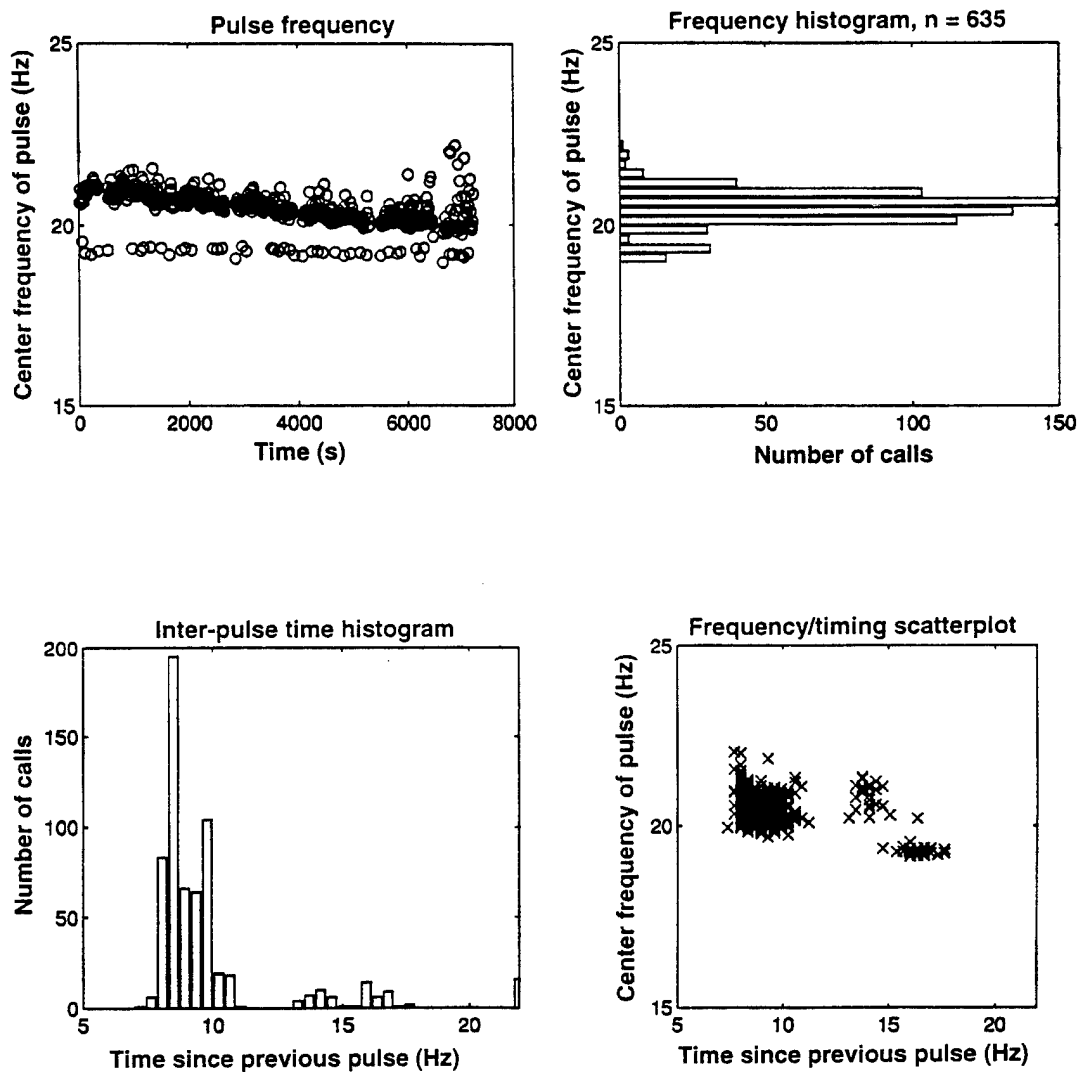 Pulse frequency
Center frequency of pulse (Hz)
25
20
15
0 2000 4000 6000 8000
Time (s)
Frequency histogram, n = 635
Center frequency of pulse (Hz)
25
20
15
0 50 100 150
Number of calls
Inter-pulse time histogram
Number of calls
200
150
100
50
0
5 10 15 20
Time since previous pulse (Hz)
Frequency/timing scatterplot
Center frequency of pulse (Hz)
25
20
15
5 10 15 20
Time since previous pulse (Hz)